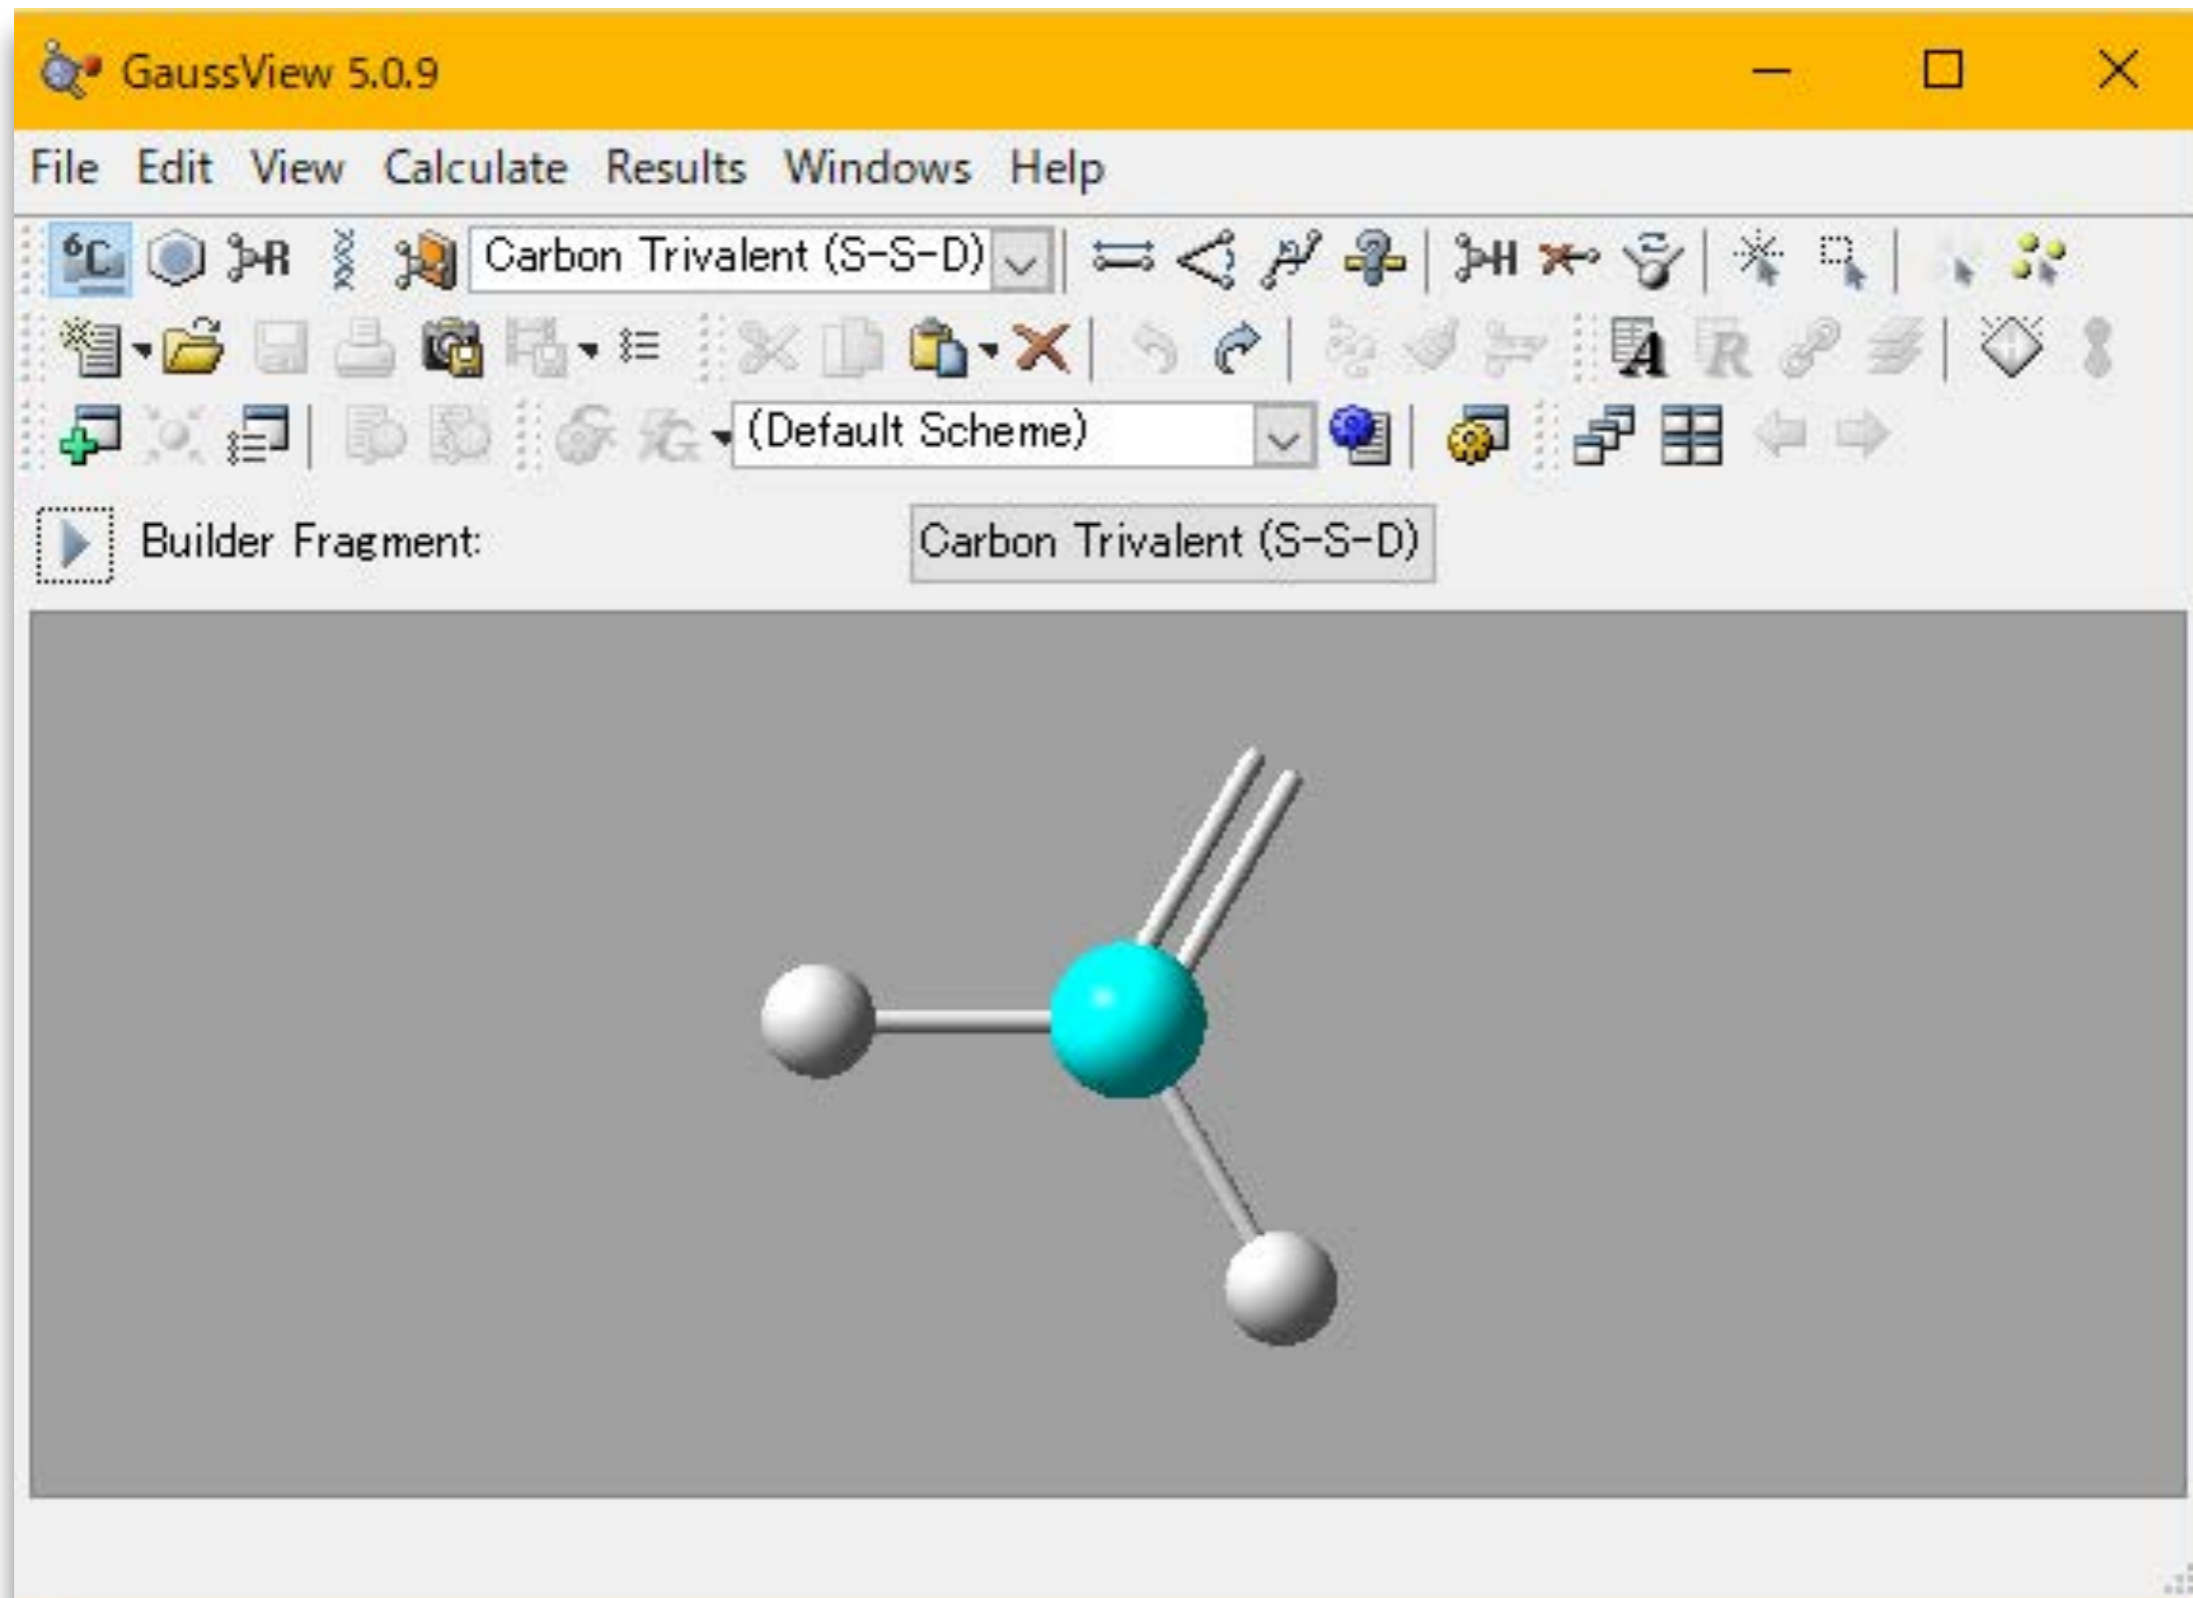 GaussView 5.0.9
File Edit View Calculate Results Windows Help
6C R Carbon Trivalent (S-S-D) H
A R
G G (Default Scheme)
Builder Fragment: Carbon Trivalent (S-S-D)